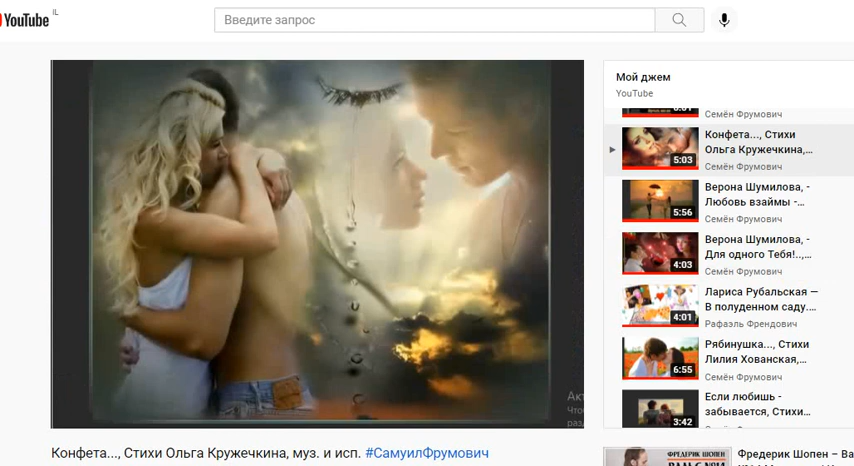 YouTube IL
Введите запрос
Мой джем
YouTube
Семён Фрумович
Конфета..., Стихи
Ольга Кружечкина,...
5:03
Семён Фрумович
Верона Шумилова, -
Любовь взаймы -...
5:56
Семён Фрумович
Верона Шумилова, -
Для одного Тебя!..,...
4:03
Семён Фрумович
Лариса Рубальская —
В полуденном саду....
4:01
Рафаэль Френдович
Рябинушка..., Стихи
Лилия Хованская,...
6:55
Семён Фрумович
Если любишь -
забывается, Стихи...
3:42
Конфета..., Стихи Ольга Кружечкина, муз. и исп. #СамуилФрумович
ФРЕДЕРИК ШОПЕН
Фредерик Шопен – Ва